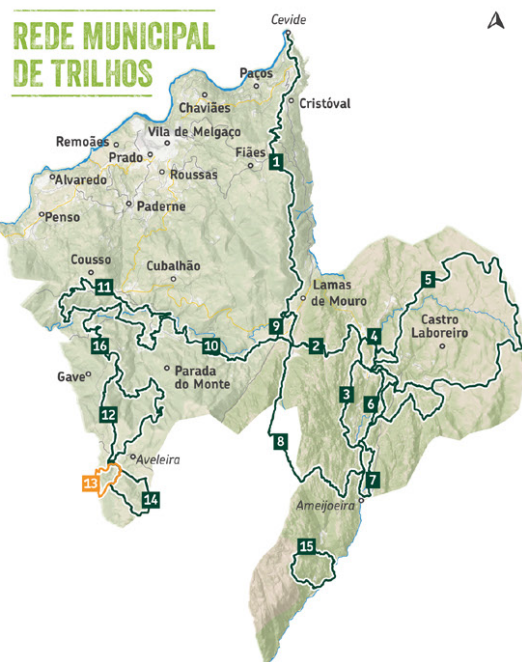 REDE MUNICIPAL
DE TRILHOS
Cevide
Paços
Cristóval
Chaviães
Vila de Melgaço
Remoães
Prado
Fiães
1
Roussas
Alvaredo
Paderne
Penso
Cousso
Cubalhão
11
5
Lamas
de Mouro
9
Castro
Laboreiro
4
16
10
2
Gave
Parada
do Monte
3
6
12
8
Aveleira
13
14
7
Ameijoeira
15